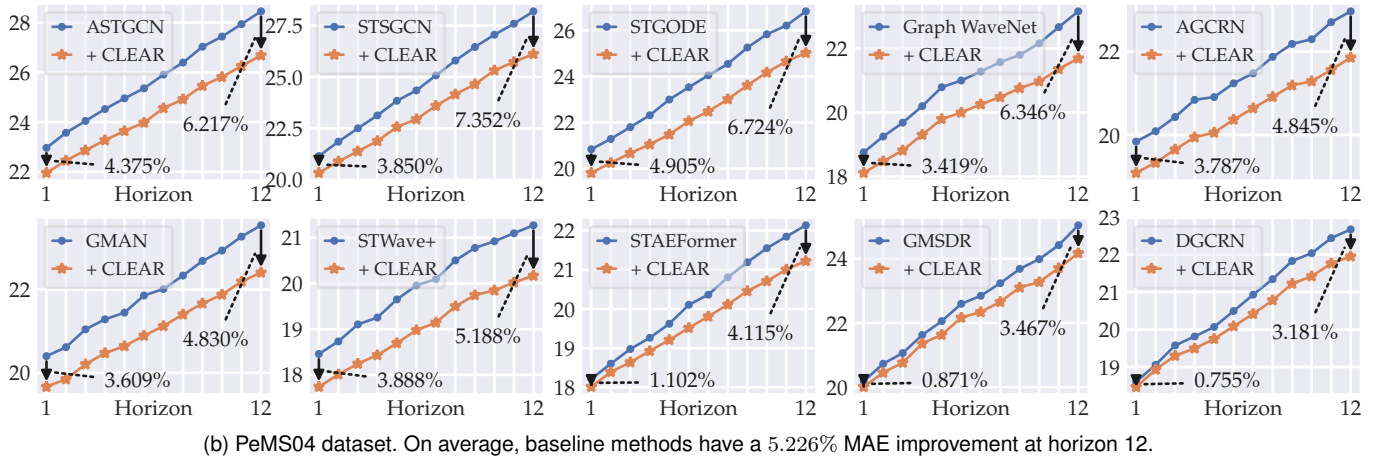 28
26
24
22
ASTGCN
+ CLEAR
6.217%
4.375%
1 Horizon 12
27.5
25.0
22.5
20.0
STSGCN
+ CLEAR
7.352%
3.850%
1 Horizon 12
26
24
22
20
STGODE
+ CLEAR
6.724%
4.905%
1 Horizon 12
22
20
18
Graph WaveNet
+ CLEAR
6.346%
3.419%
1 Horizon 12
22
20
AGCRN
+ CLEAR
4.845%
3.787%
1 Horizon 12
22
20
GMAN
+ CLEAR
4.830%
3.609%
1 Horizon 12
21
20
19
18
STWave+
+ CLEAR
5.188%
3.888%
1 Horizon 12
22
21
20
19
18
STAEFormer
+ CLEAR
4.115%
1.102%
1 Horizon 12
24
22
20
GMSDR
+ CLEAR
3.467%
0.871%
1 Horizon 12
23
22
21
20
19
DGCRN
+ CLEAR
3.181%
0.755%
1 Horizon 12
(b) PeMS04 dataset. On average, baseline methods have a 5.226% MAE improvement at horizon 12.